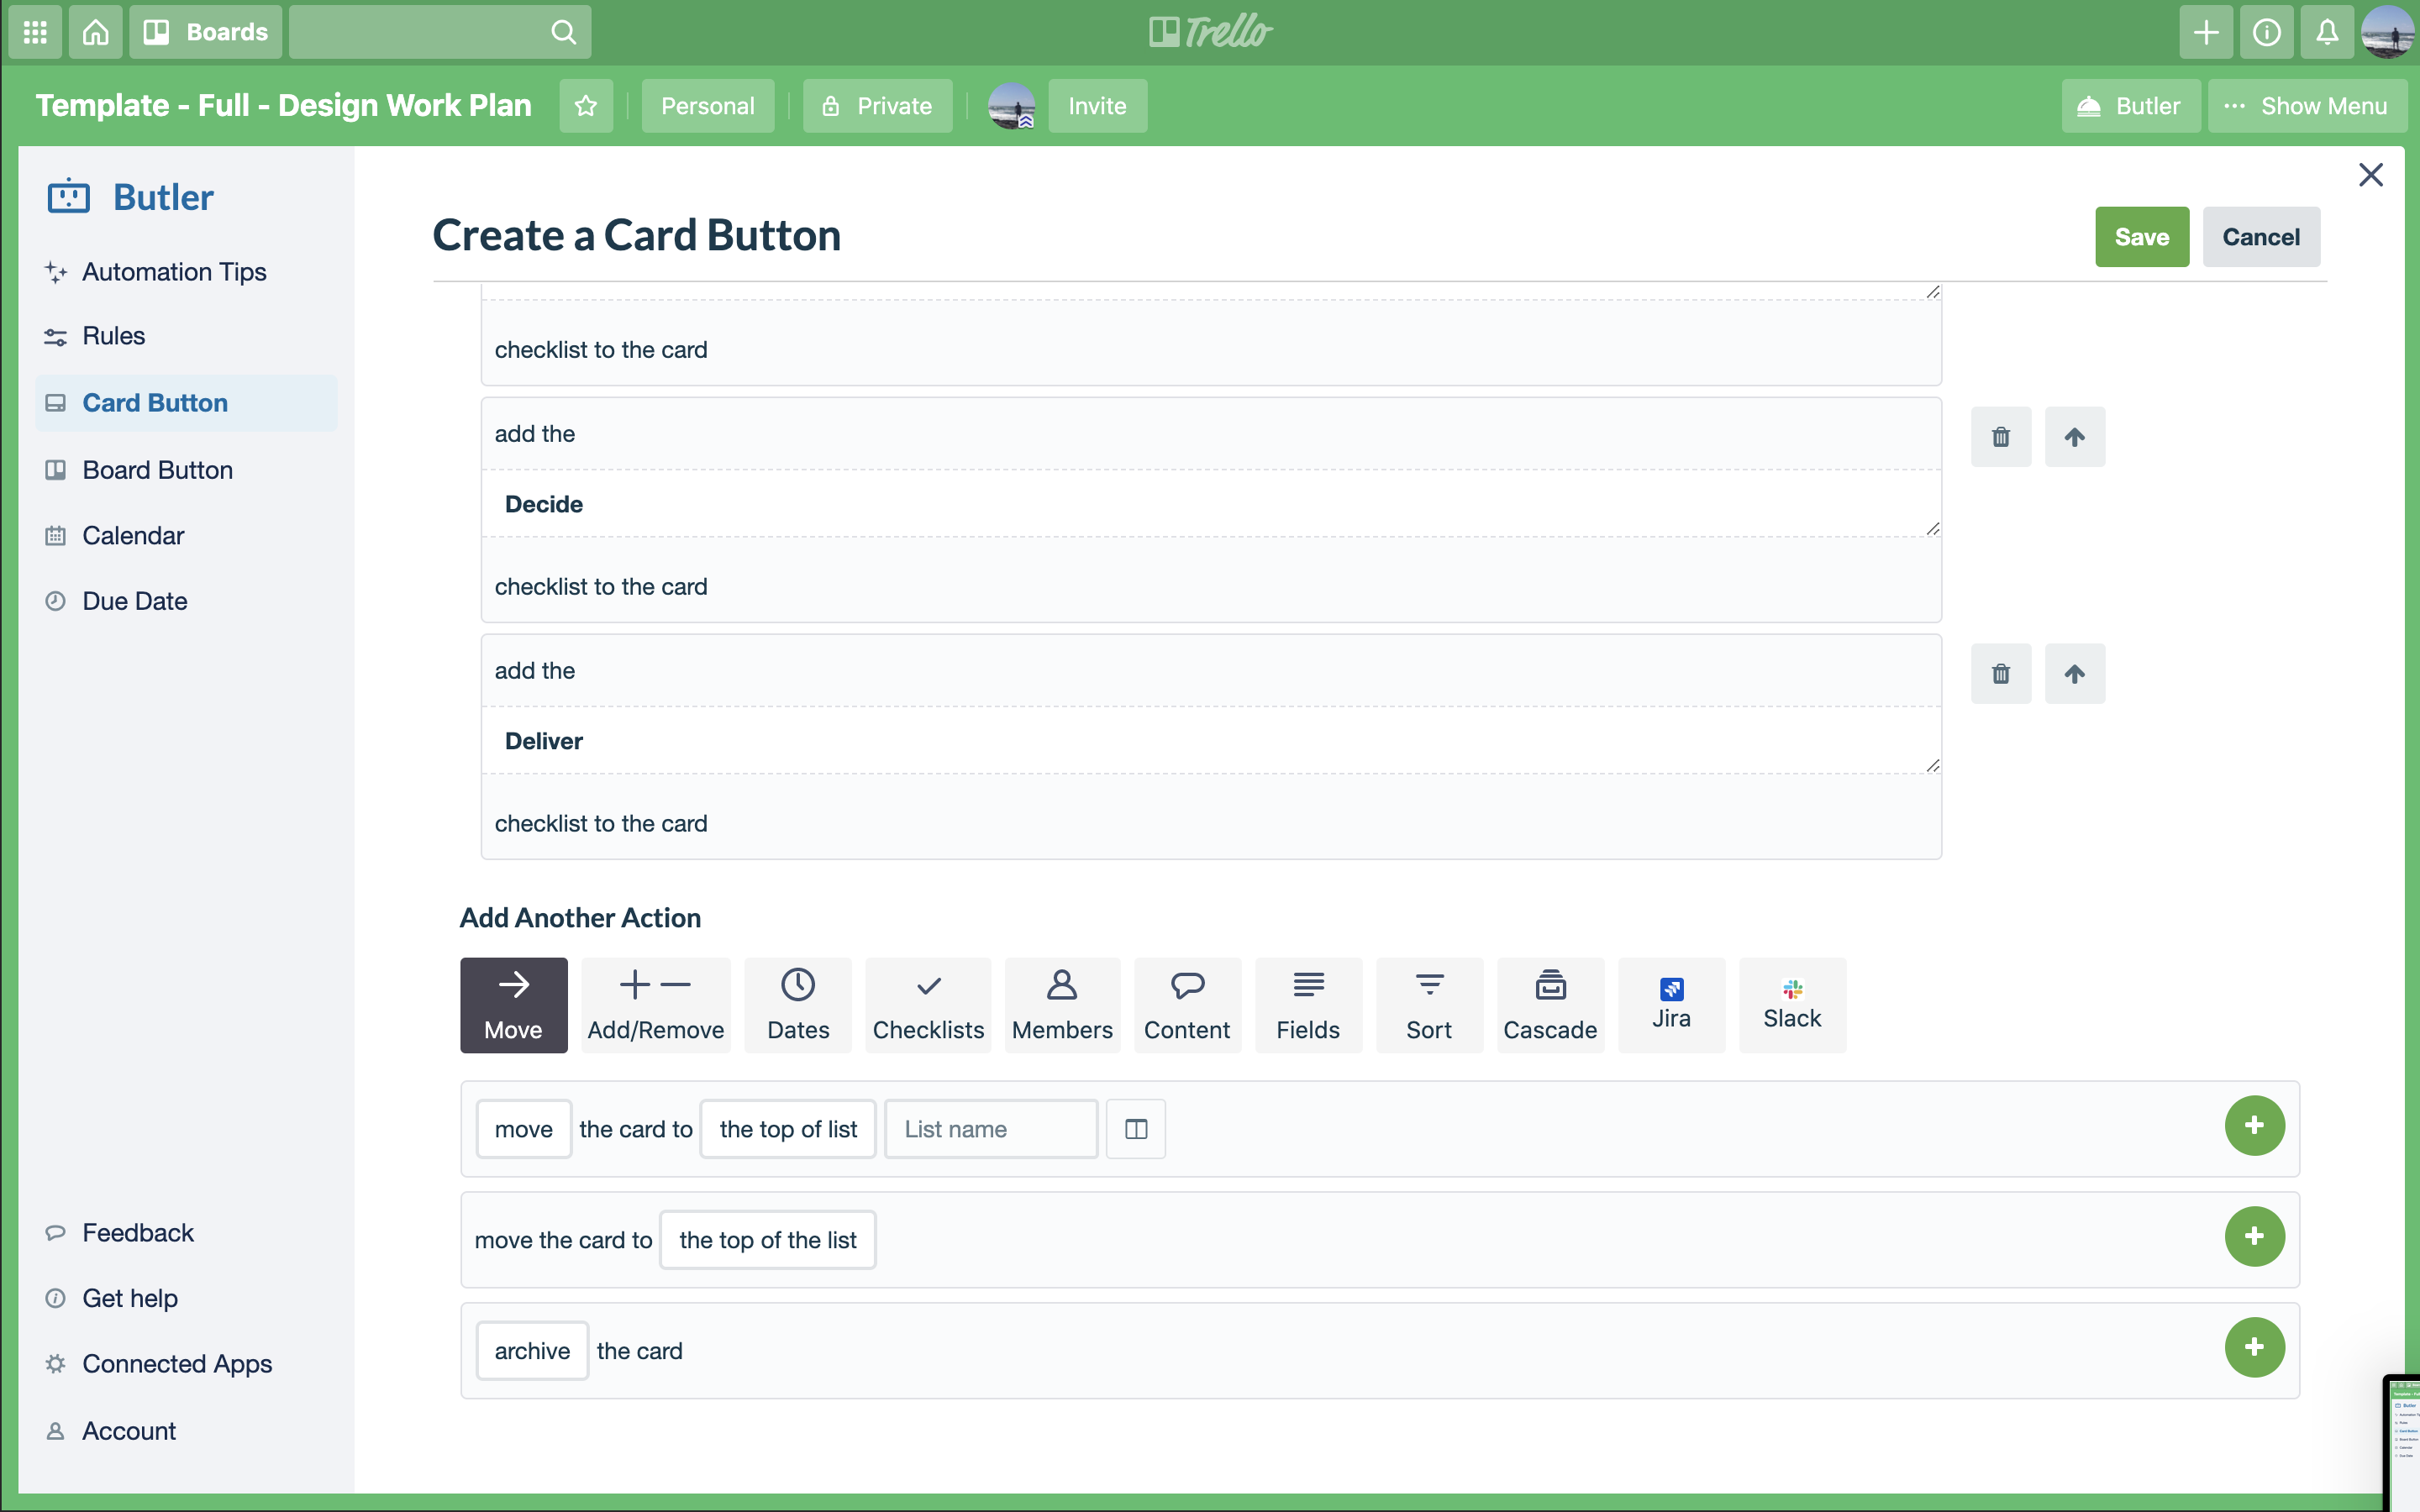 Boards
Trello
Template - Full - Design Work Plan
Personal
Private
Invite
Butler
Show Menu
Butler
Automation Tips
Rules
Card Button
Board Button
Calendar
Due Date
Feedback
Get help
Connected Apps
Account
Create a Card Button
Save
Cancel
checklist to the card
add the
Decide
checklist to the card
add the
Deliver
checklist to the card
Add Another Action
Move
Add/Remove
Dates
Checklists
Members
Content
Fields
Sort
Cascade
Jira
Slack
move the card to the top of list List name
move the card to the top of the list
archive the card